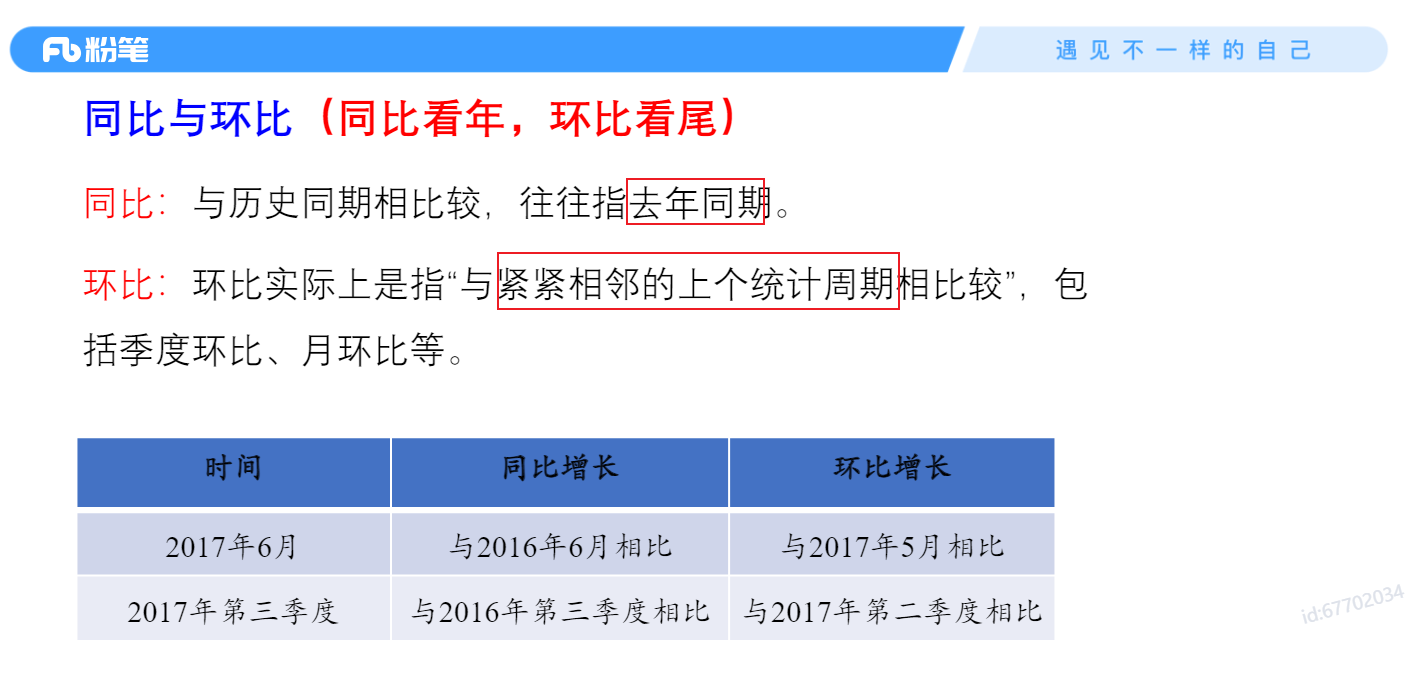 粉笔
遇见不一样的自己
同比与环比（同比看年，环比看尾）
同比：与历史同期相比较，往往指去年同期。
环比：环比实际上是指“与紧紧相邻的上个统计周期相比较”，包
括季度环比、月环比等。
时间 同比增长 环比增长
2017年6月 与2016年6月相比 与2017年5月相比
2017年第三季度 与2016年第三季度相比 与2017年第二季度相比
id:67702034